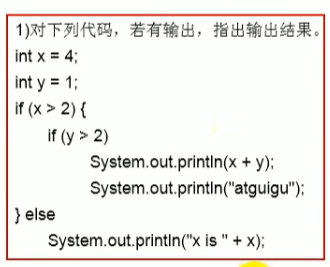 1)对下列代码，若有输出，指出输出结果。
int x = 4;
int y = 1;
if (x > 2) {
if (y > 2)
System.out.println(x + y);
System.out.println("atguigu");
} else
System.out.println("x is " + x);